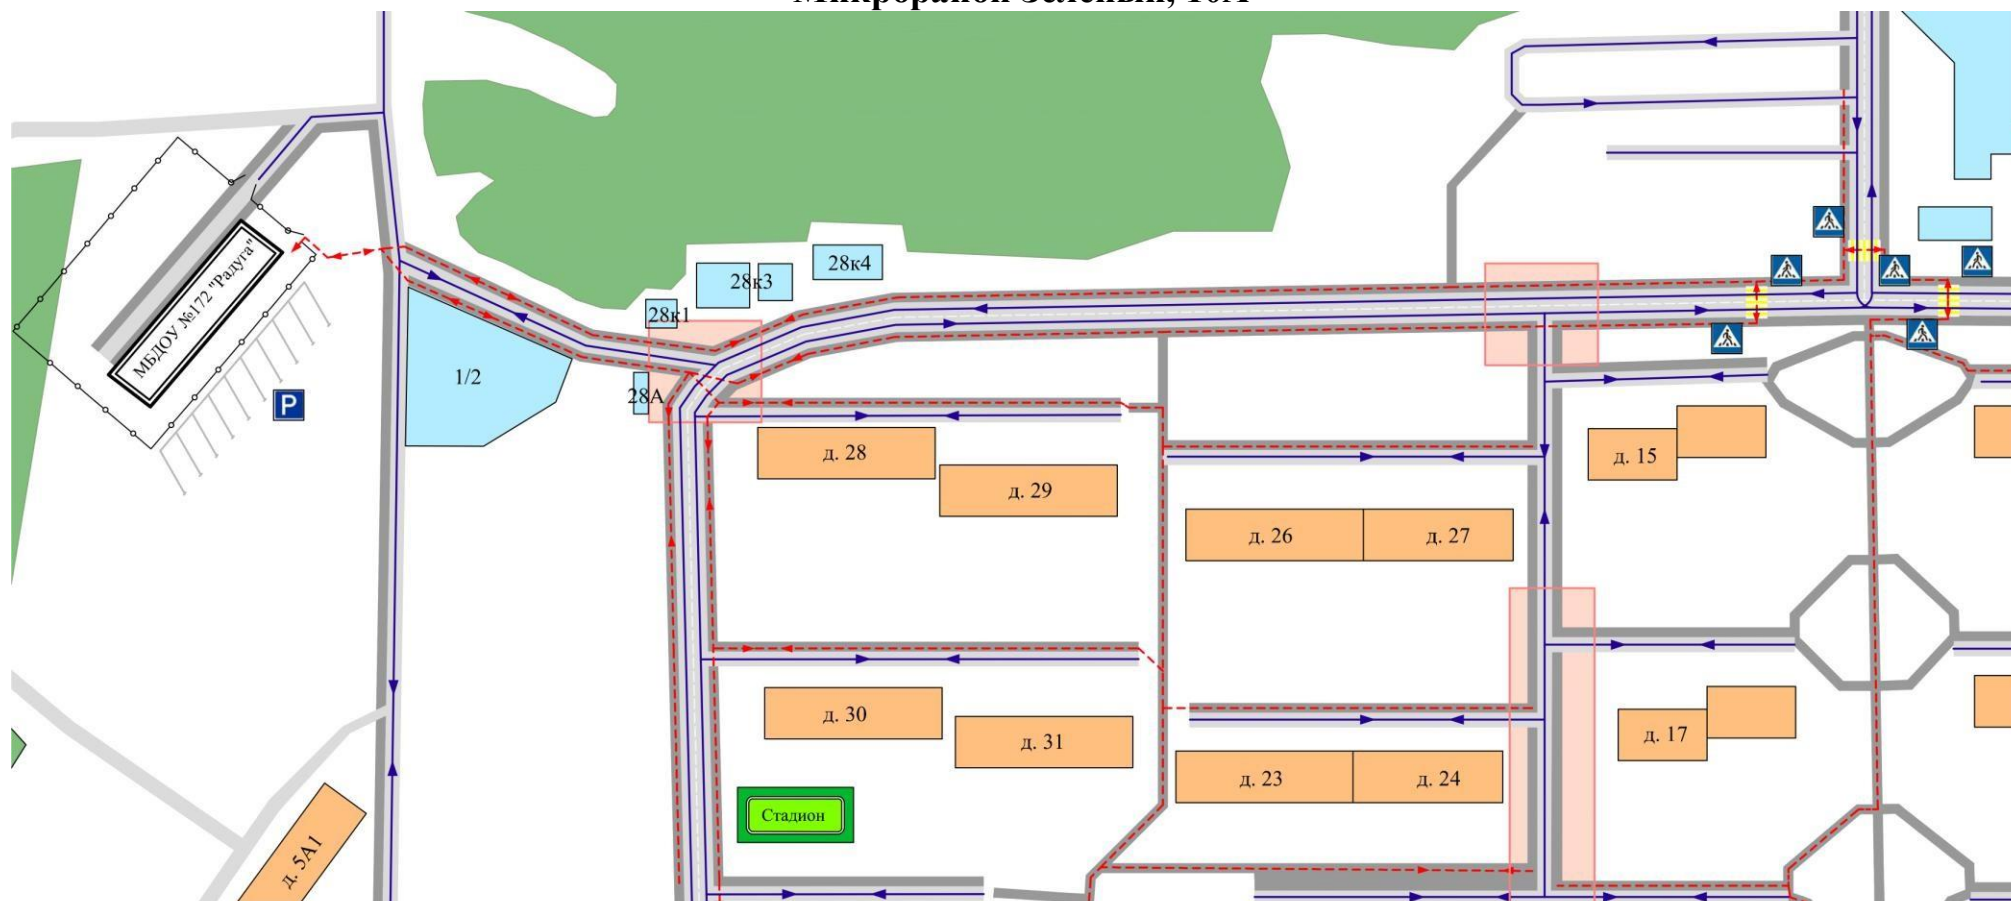 Микрорайон Зеленый, 10А
МБДОУ №172 "Радуга"
P
28к4
28к3
28к1
1/2
28А
д. 28
д. 29
д. 15
д. 26
д. 27
д. 30
д. 31
д. 17
д. 23
д. 24
Стадион
д. 5А1